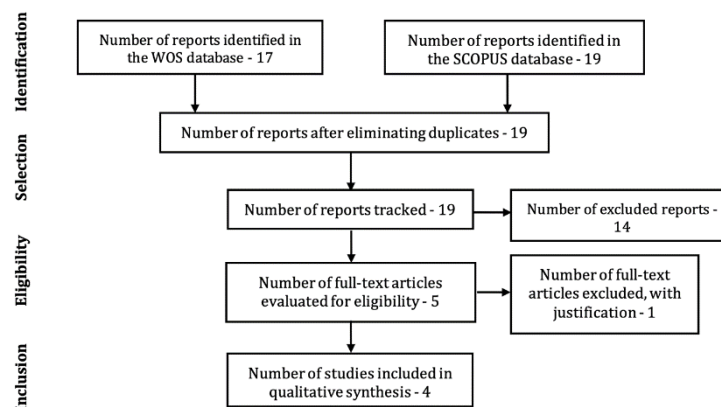 Identification
Number of reports identified in
the WOS database - 17
Number of reports identified in
the SCOPUS database - 19
Selection
Number of reports after eliminating duplicates - 19
Number of reports tracked - 19
Number of excluded reports -
14
Eligibility
Number of full-text articles
evaluated for eligibility - 5
Number of full-text
articles excluded, with
justification - 1
Inclusion
Number of studies included in
qualitative synthesis - 4